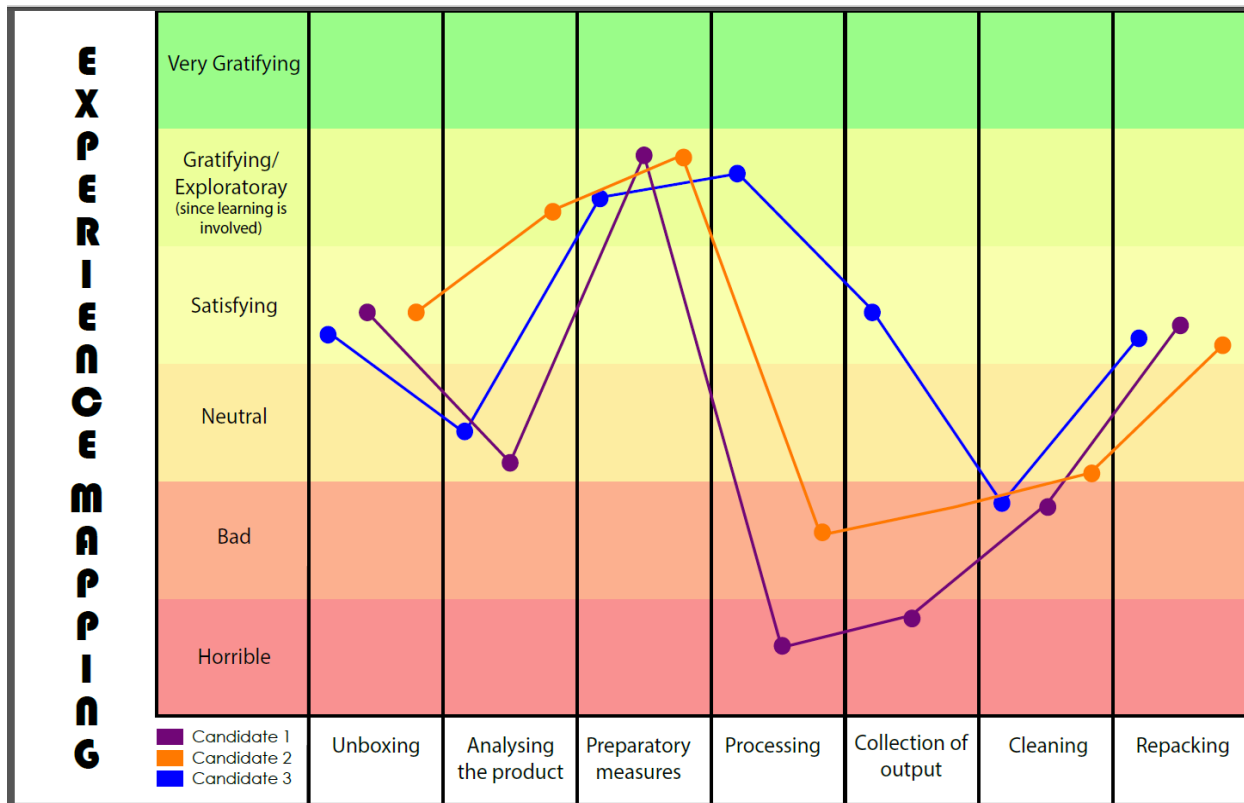 EXPERIENCE MAPPING
Very Gratifying
Gratifying/
Exploratoray
(since learning is
involved)
Satisfying
Neutral
Bad
Horrible
Candidate 1
Candidate 2
Candidate 3
Unboxing
Analysing
the product
Preparatory
measures
Processing
Collection of
output
Cleaning
Repacking